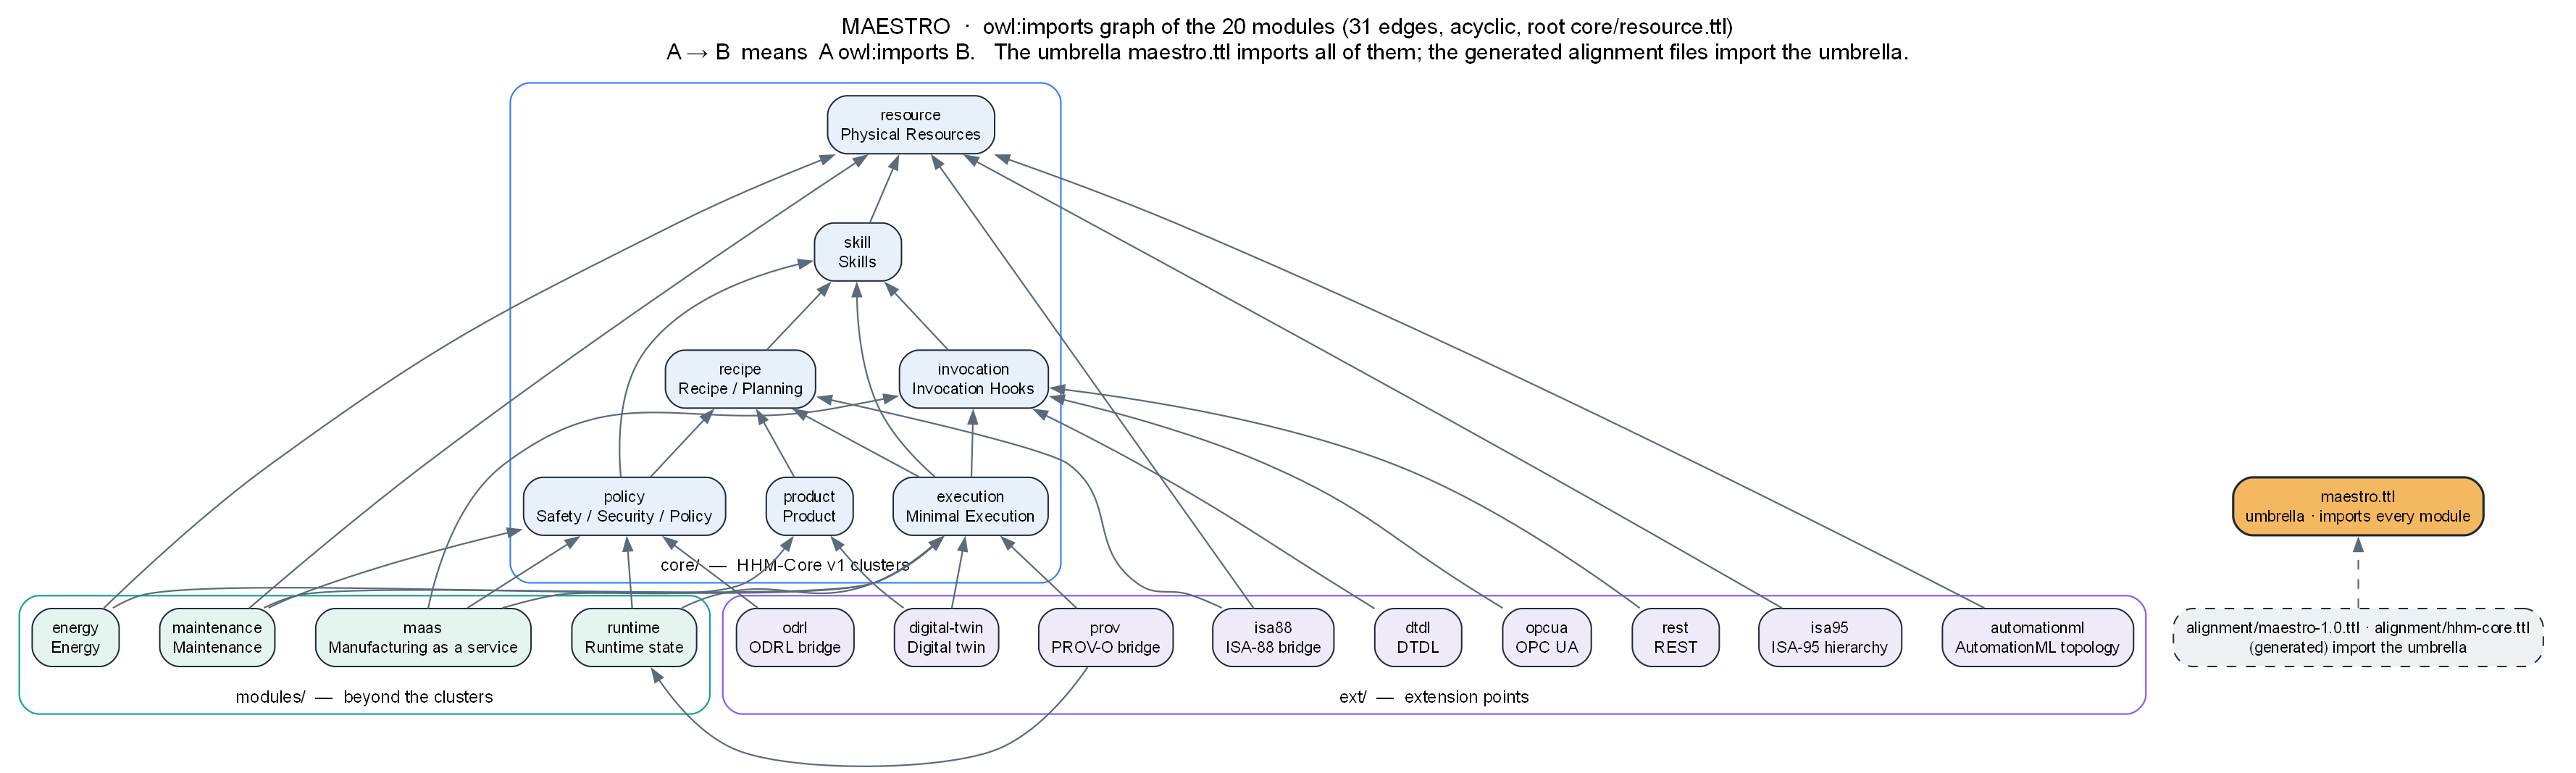 MAESTRO · owl:imports graph of the 20 modules (31 edges, acyclic, root core/resource.ttl)
A → B means A owl:imports B. The umbrella maestro.ttl imports all of them; the generated alignment files import the umbrella.
resource
Physical Resources
skill
Skills
recipe
Recipe / Planning
invocation
Invocation Hooks
policy
Safety / Security / Policy
product
Product
execution
Minimal Execution
maestro.ttl
umbrella · imports every module
core/ — HHM-Core v1 clusters
energy
Energy
maintenance
Maintenance
maas
Manufacturing as a service
runtime
Runtime state
odrl
ODRL bridge
digital-twin
Digital twin
prov
PROV-O bridge
isa88
ISA-88 bridge
dtdl
DTDL
opcua
OPC UA
rest
REST
isa95
ISA-95 hierarchy
automationml
AutomationML topology
alignment/maestro-1.0.ttl · alignment/hhm-core.ttl
(generated) import the umbrella
modules/ — beyond the clusters
ext/ — extension points